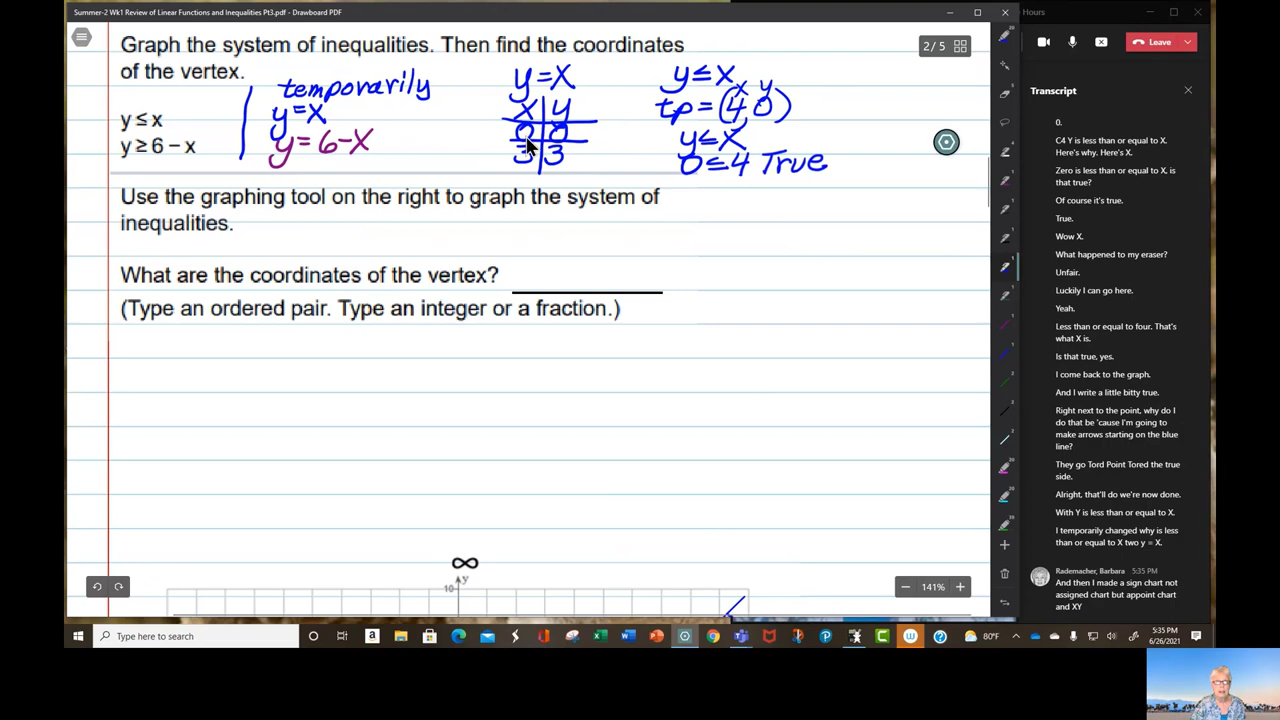 Summer-2 Wk1 Review of Linear Functions and Inequalities Pt3.pdf - Drawboard PDF
Hours
Leave
2/5
Graph the system of inequalities. Then find the coordinates
of the vertex.
y ≤ x
y ≥ 6 − x
temporarily
y=x
y= 6-x
y=x
x y
0 0
3 3
y≤x
x y
tp=(4 0)
y≤x
0≤4 True
Use the graphing tool on the right to graph the system of
inequalities.
What are the coordinates of the vertex?
(Type an ordered pair. Type an integer or a fraction.)
∞
10
y
141%
Transcript
0.
C4 Y is less than or equal to X.
Here's why. Here's X.
Zero is less than or equal to X, is
that true?
Of course it's true.
True.
Wow X.
What happened to my eraser?
Unfair.
Luckily I can go here.
Yeah.
Less than or equal to four. That's
what X is.
Is that true, yes.
I come back to the graph.
And I write a little bitty true.
Right next to the point, why do I
do that be 'cause I'm going to
make arrows starting on the blue
line?
They go Tord Point Tored the true
side.
Alright, that'll do we're now done.
With Y is less than or equal to X.
I temporarily changed why is less
than or equal to X two y = X.
Rademacher, Barbara 5:35 PM
And then I made a sign chart not
assigned chart but appoint chart
and XY
Type here to search
80°F
5:35 PM
6/26/2021